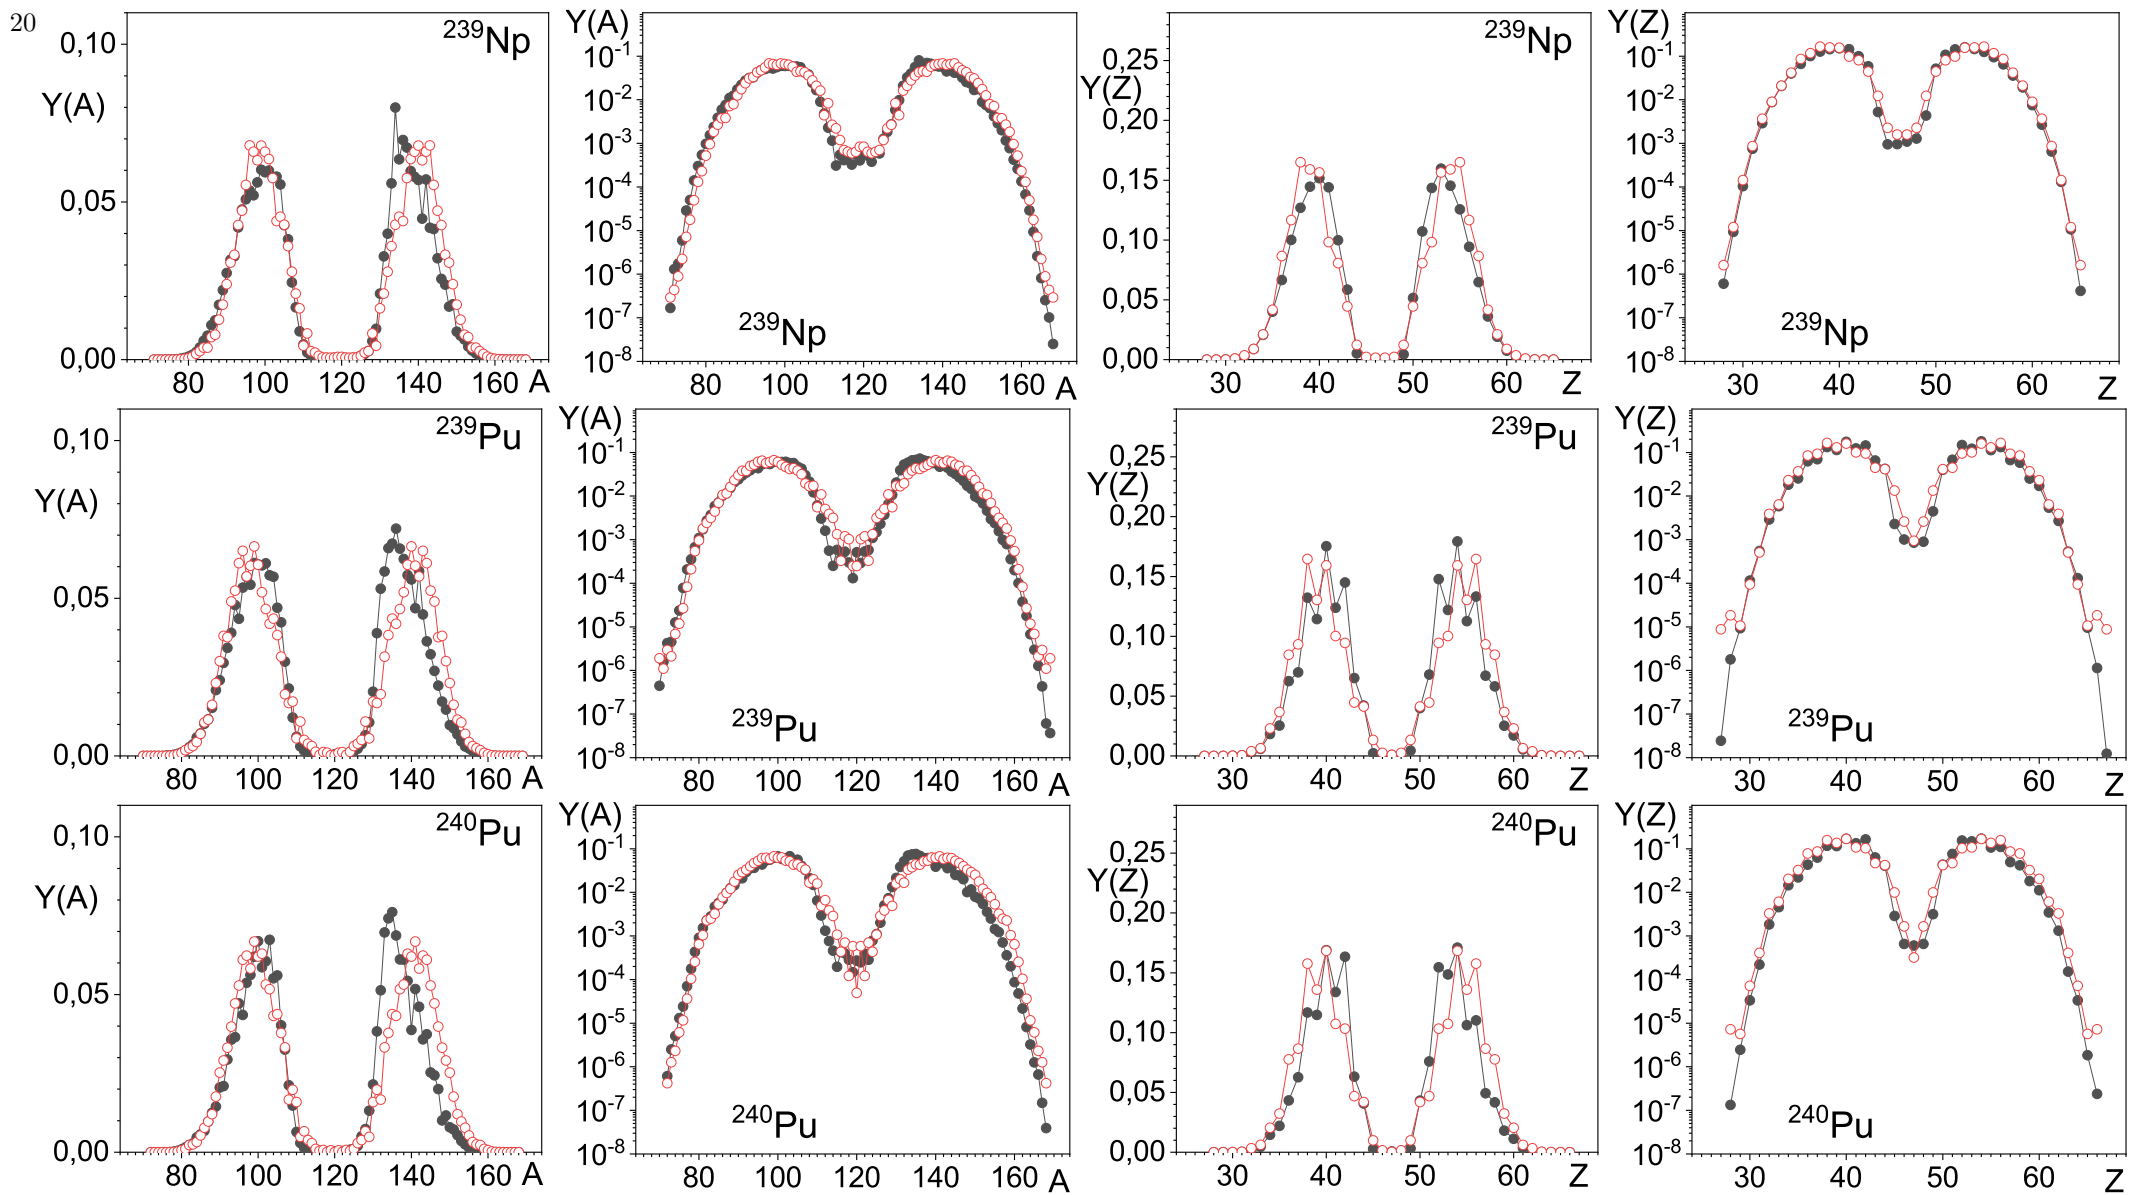 20
0,10
Y(A)
0,05
0,00
80 100 120 140 160 A
²³⁹Np
Y(A)
10⁻¹
10⁻²
10⁻³
10⁻⁴
10⁻⁵
10⁻⁶
10⁻⁷
10⁻⁸
80 100 120 140 160 A
²³⁹Np
0,25
Y(Z)
0,20
0,15
0,10
0,05
0,00
30 40 50 60 Z
²³⁹Np
Y(Z)
10⁻¹
10⁻²
10⁻³
10⁻⁴
10⁻⁵
10⁻⁶
10⁻⁷
10⁻⁸
30 40 50 60 Z
²³⁹Np
0,10
Y(A)
0,05
0,00
80 100 120 140 160 A
²³⁹Pu
Y(A)
10⁻¹
10⁻²
10⁻³
10⁻⁴
10⁻⁵
10⁻⁶
10⁻⁷
10⁻⁸
80 100 120 140 160 A
²³⁹Pu
0,25
Y(Z)
0,20
0,15
0,10
0,05
0,00
30 40 50 60 Z
²³⁹Pu
Y(Z)
10⁻¹
10⁻²
10⁻³
10⁻⁴
10⁻⁵
10⁻⁶
10⁻⁷
10⁻⁸
30 40 50 60 Z
²³⁹Pu
0,10
Y(A)
0,05
0,00
80 100 120 140 160 A
²⁴⁰Pu
Y(A)
10⁻¹
10⁻²
10⁻³
10⁻⁴
10⁻⁵
10⁻⁶
10⁻⁷
10⁻⁸
80 100 120 140 160 A
²⁴⁰Pu
0,25
Y(Z)
0,20
0,15
0,10
0,05
0,00
30 40 50 60 Z
²⁴⁰Pu
Y(Z)
10⁻¹
10⁻²
10⁻³
10⁻⁴
10⁻⁵
10⁻⁶
10⁻⁷
10⁻⁸
30 40 50 60 Z
²⁴⁰Pu